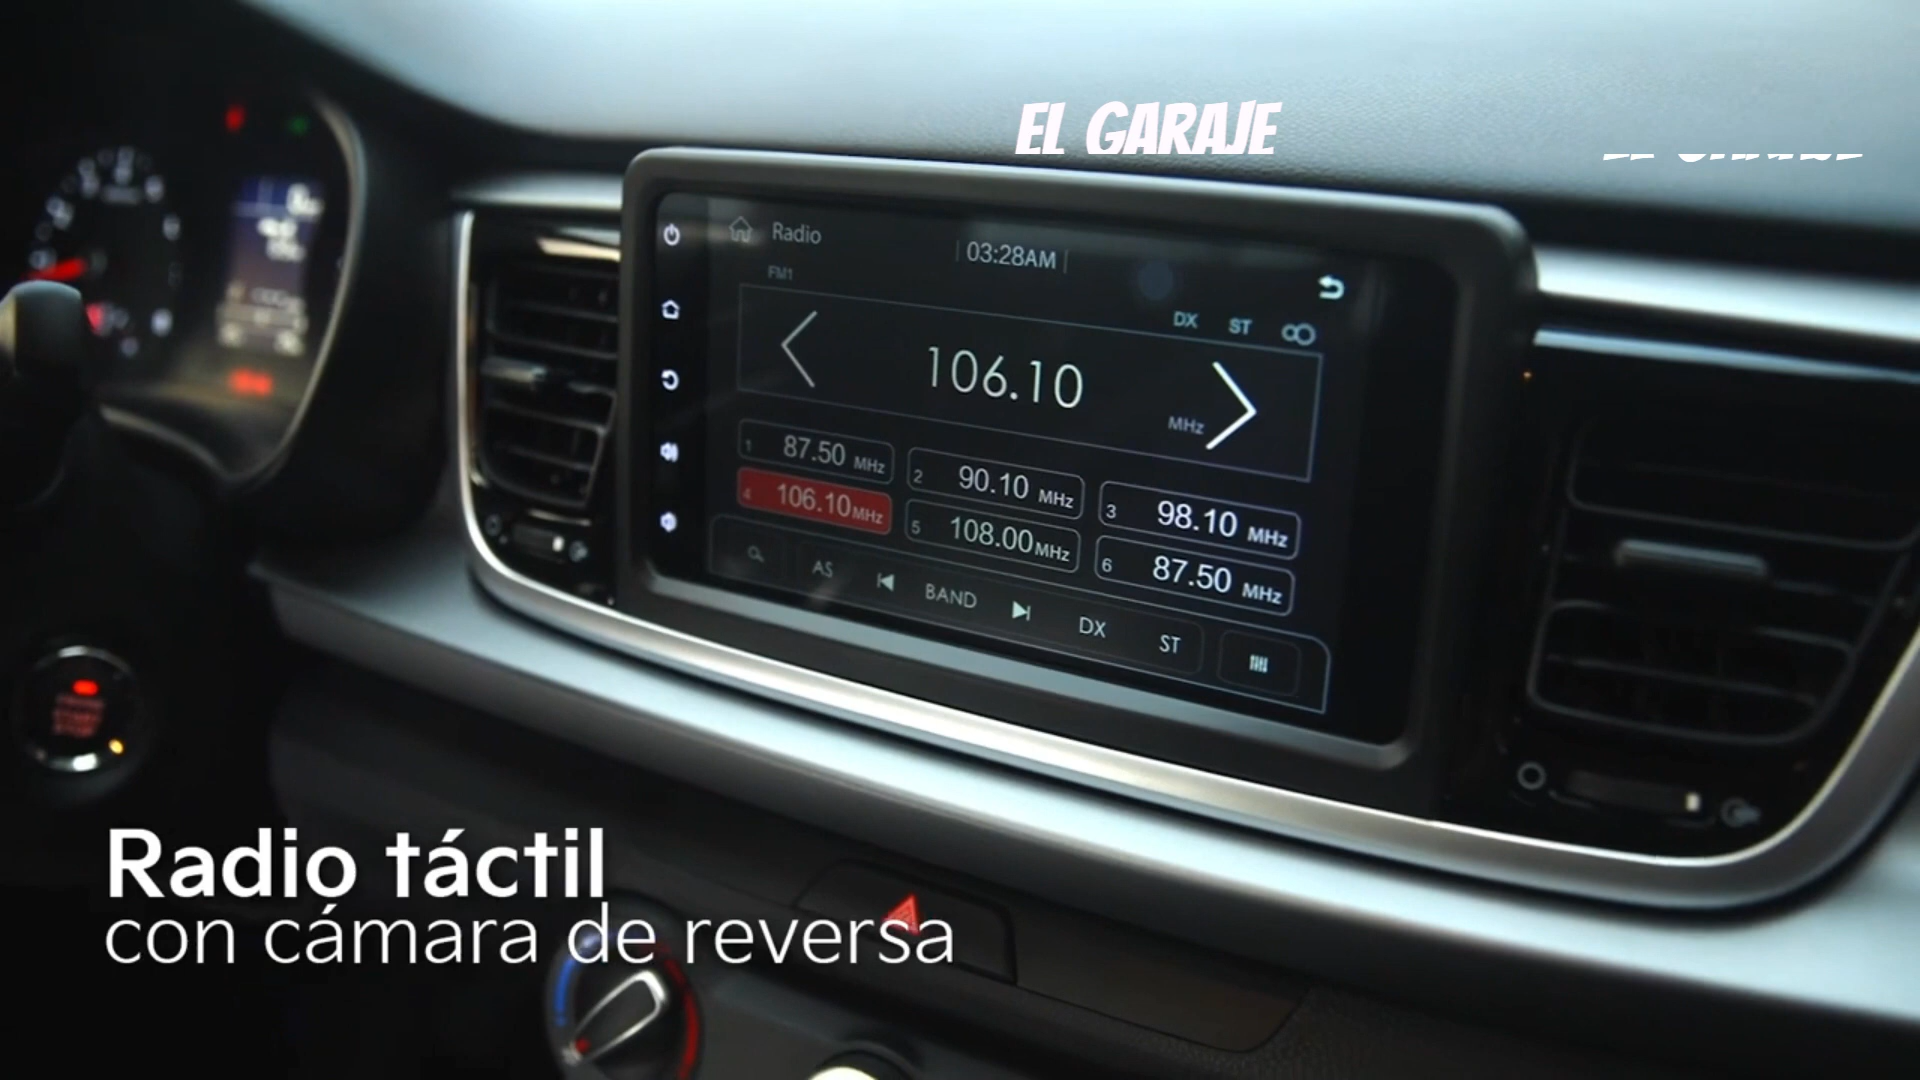 EL GARAJE
Radio
03:28AM
FM1
DX ST
106.10
MHz
1 87.50 MHz
2 90.10 MHz
3 98.10 MHz
4 106.10 MHz
5 108.00 MHz
6 87.50 MHz
AS BAND DX ST
Radio táctil
con cámara de reversa